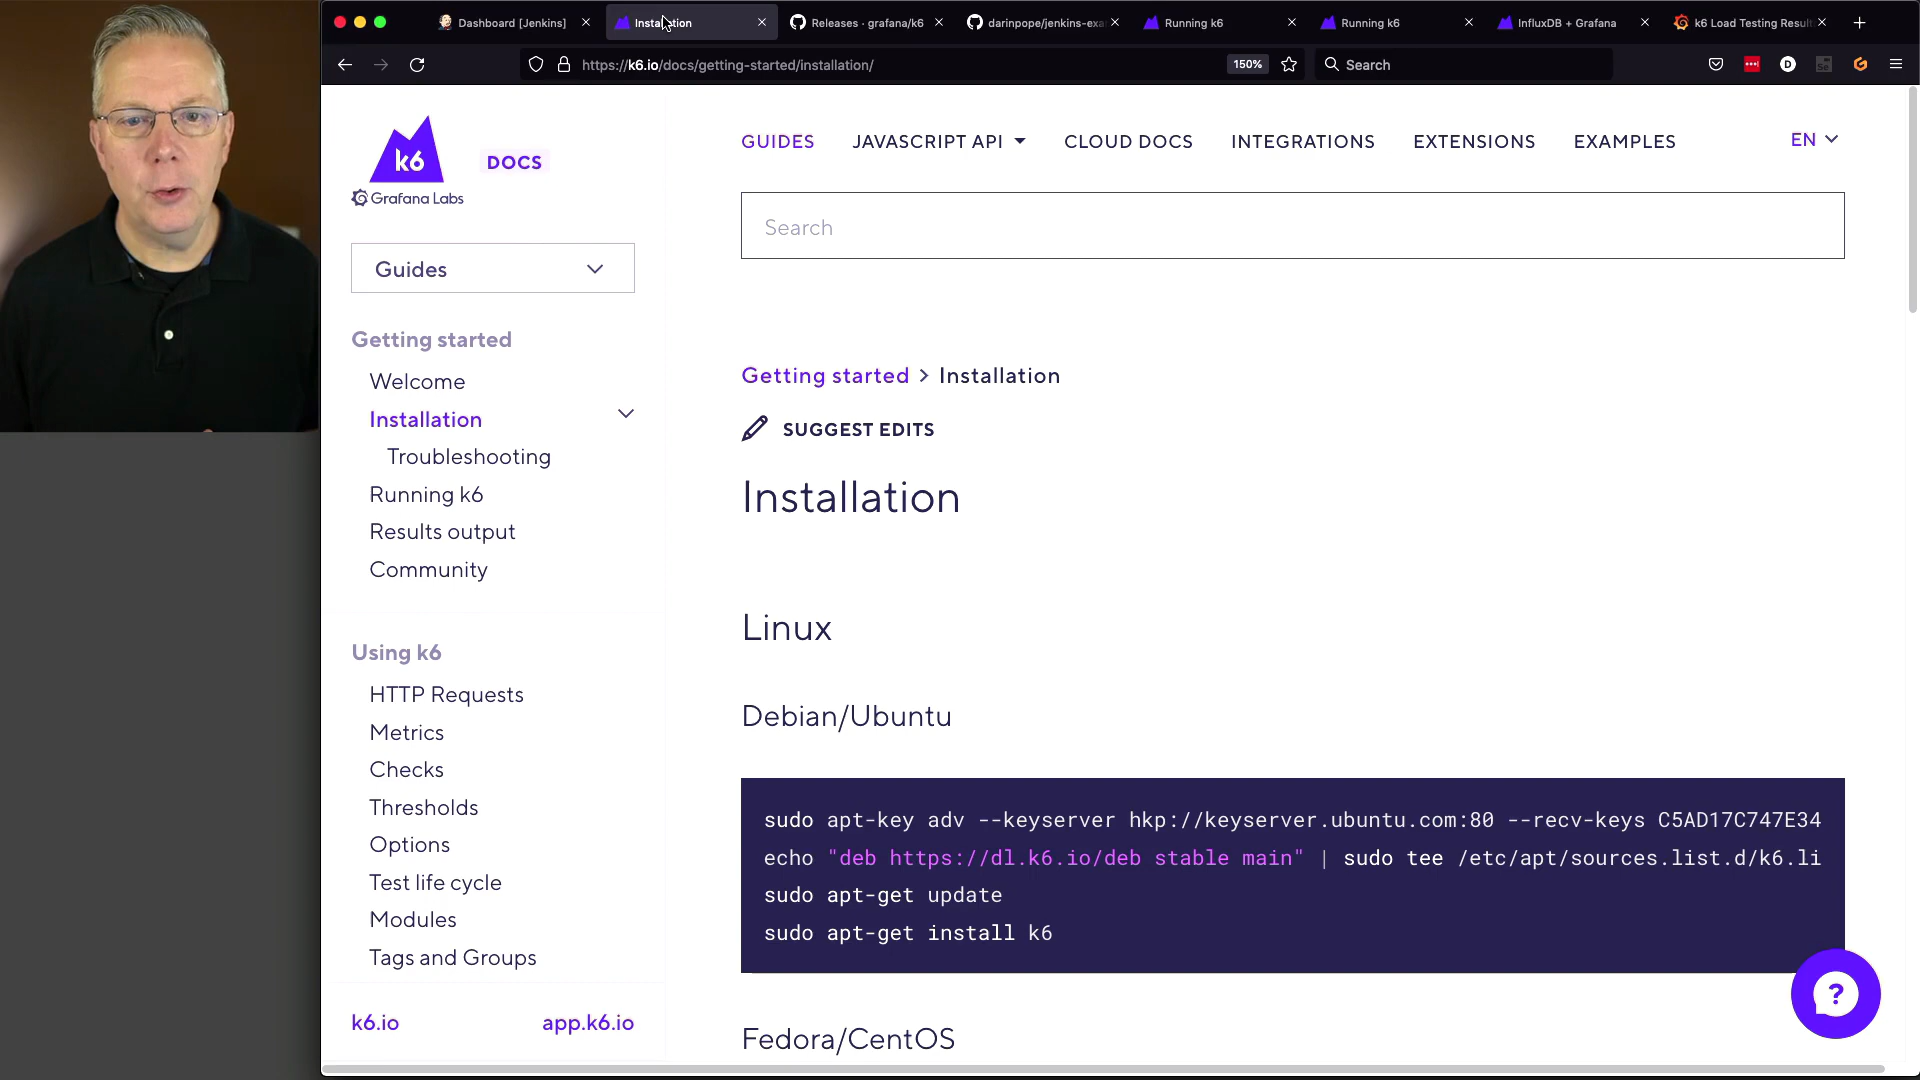 Dashboard [Jenkins]
Installation
Releases · grafana/k6
darinpope/jenkins-exa
Running k6
Running k6
InfluxDB + Grafana
k6 Load Testing Result
https://k6.io/docs/getting-started/installation/
150%
Search
k6
Grafana Labs
DOCS
GUIDES
JAVASCRIPT API
CLOUD DOCS
INTEGRATIONS
EXTENSIONS
EXAMPLES
EN
Search
Guides
Getting started
Welcome
Installation
Troubleshooting
Running k6
Results output
Community
Using k6
HTTP Requests
Metrics
Checks
Thresholds
Options
Test life cycle
Modules
Tags and Groups
k6.io
app.k6.io
Getting started > Installation
SUGGEST EDITS
Installation
Linux
Debian/Ubuntu
sudo apt-key adv --keyserver hkp://keyserver.ubuntu.com:80 --recv-keys C5AD17C747E34
echo "deb https://dl.k6.io/deb stable main" | sudo tee /etc/apt/sources.list.d/k6.li
sudo apt-get update
sudo apt-get install k6
Fedora/CentOS
?